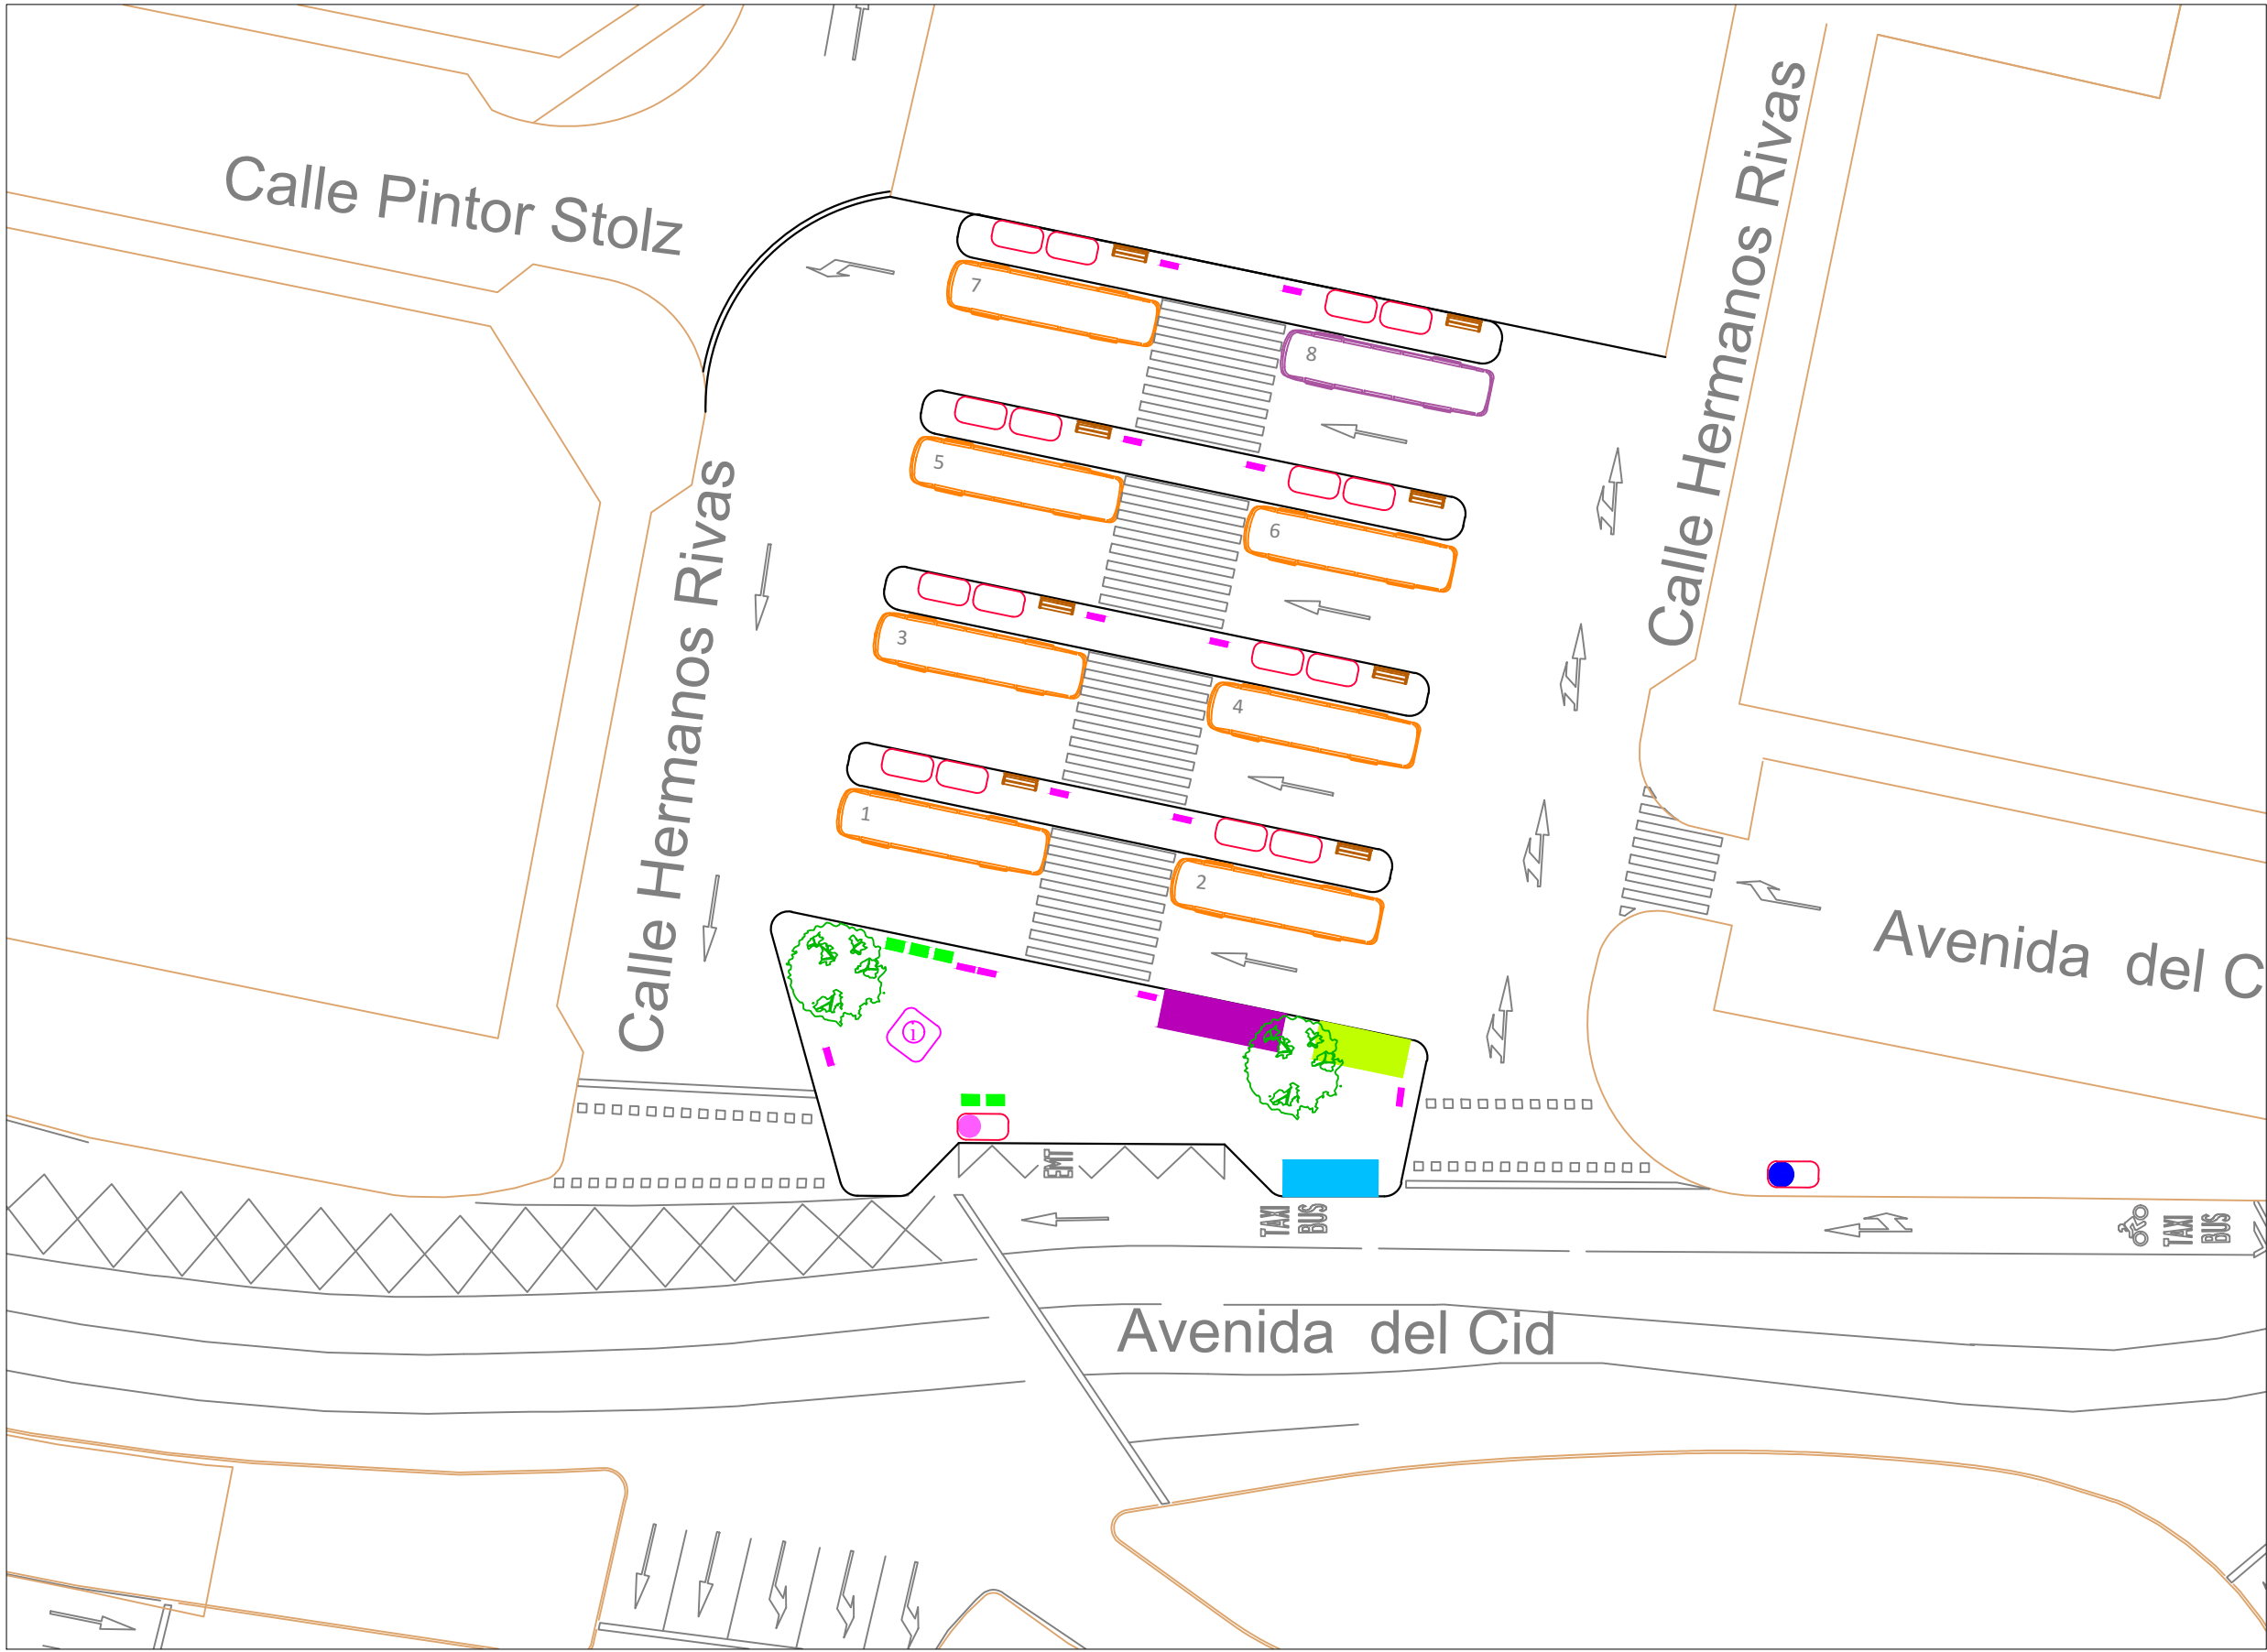 Calle Pintor Stolz
Calle Hermanos Rivas
7
8
5
6
3
4
1
2
Calle Hermanos Rivas
Avenida del C
i
EMT
TAXI
BUS
TAXI
BUS
Avenida del Cid